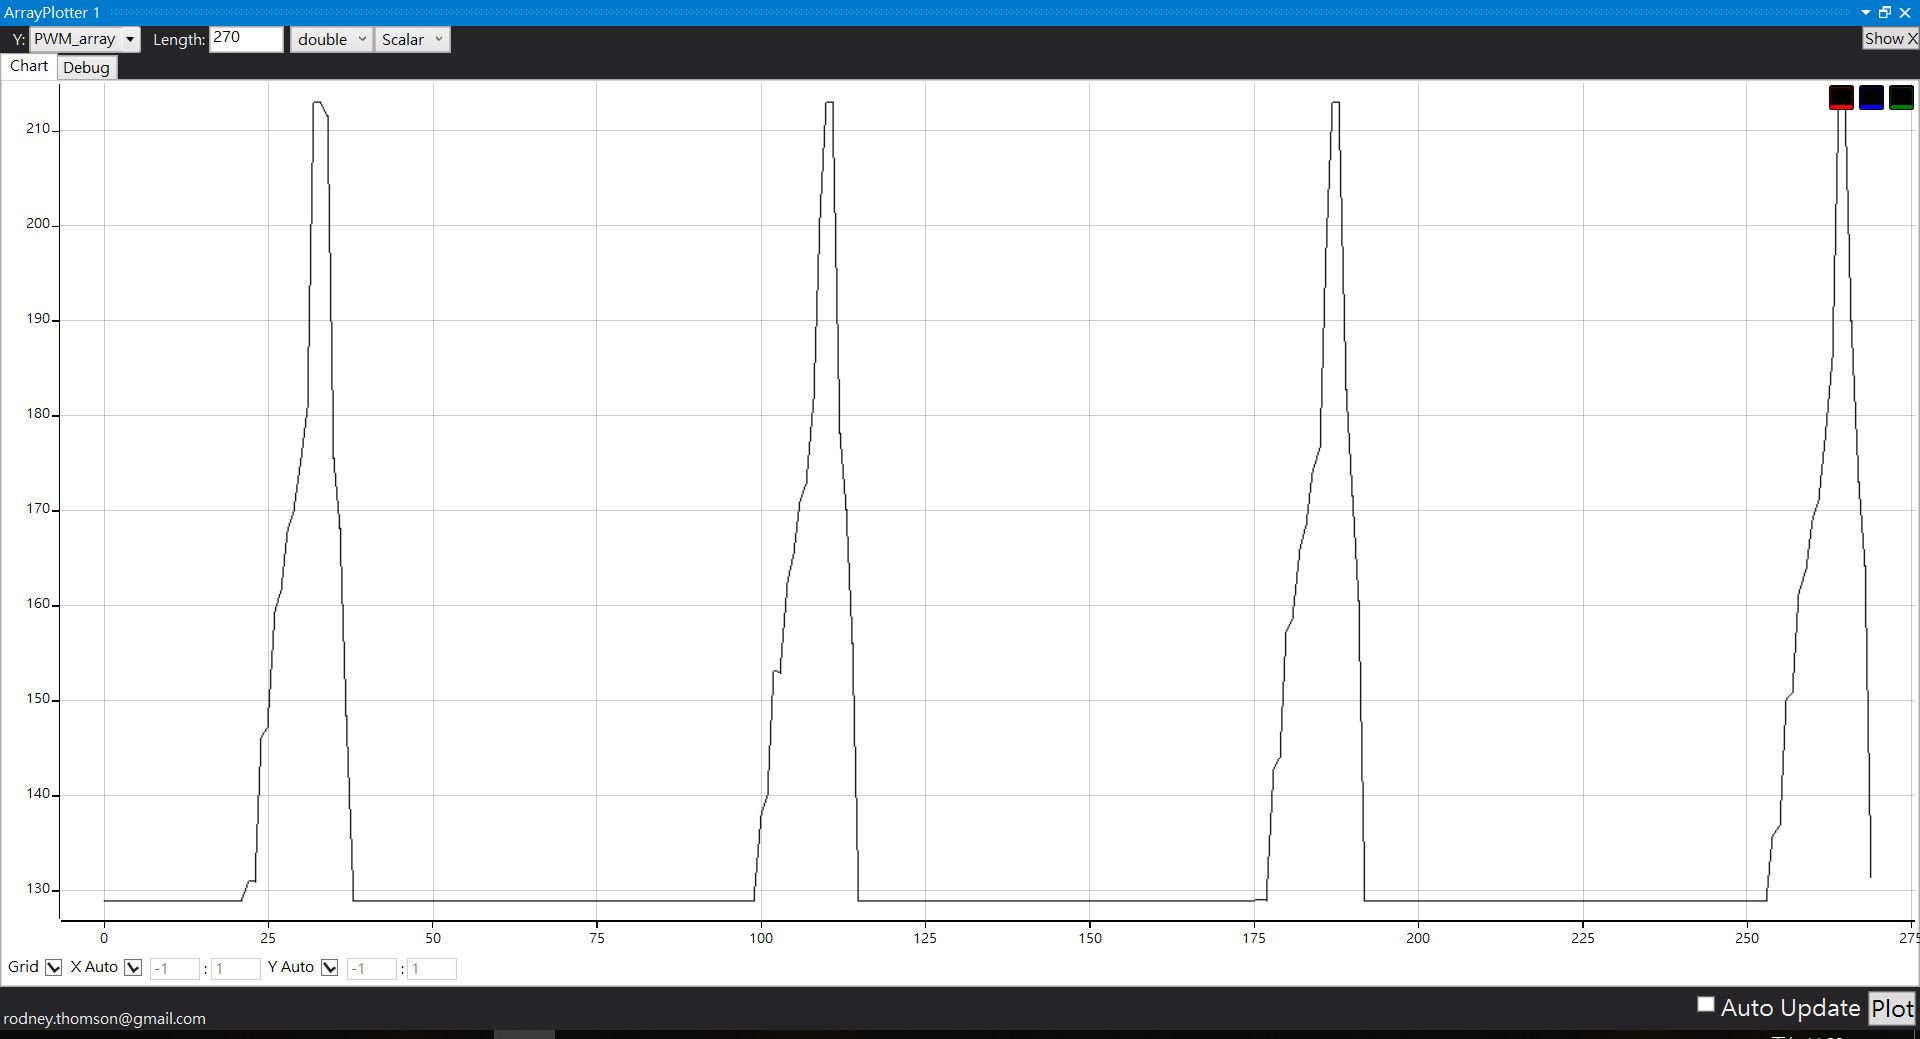 ArrayPlotter 1
Y: PWM_array Length: 270 double Scalar Show X
Chart Debug
210
200
190
180
170
160
150
140
130
0 25 50 75 100 125 150 175 200 225 250 275
Grid X Auto -1 : 1 Y Auto -1 : 1
Auto Update Plot
rodney.thomson@gmail.com